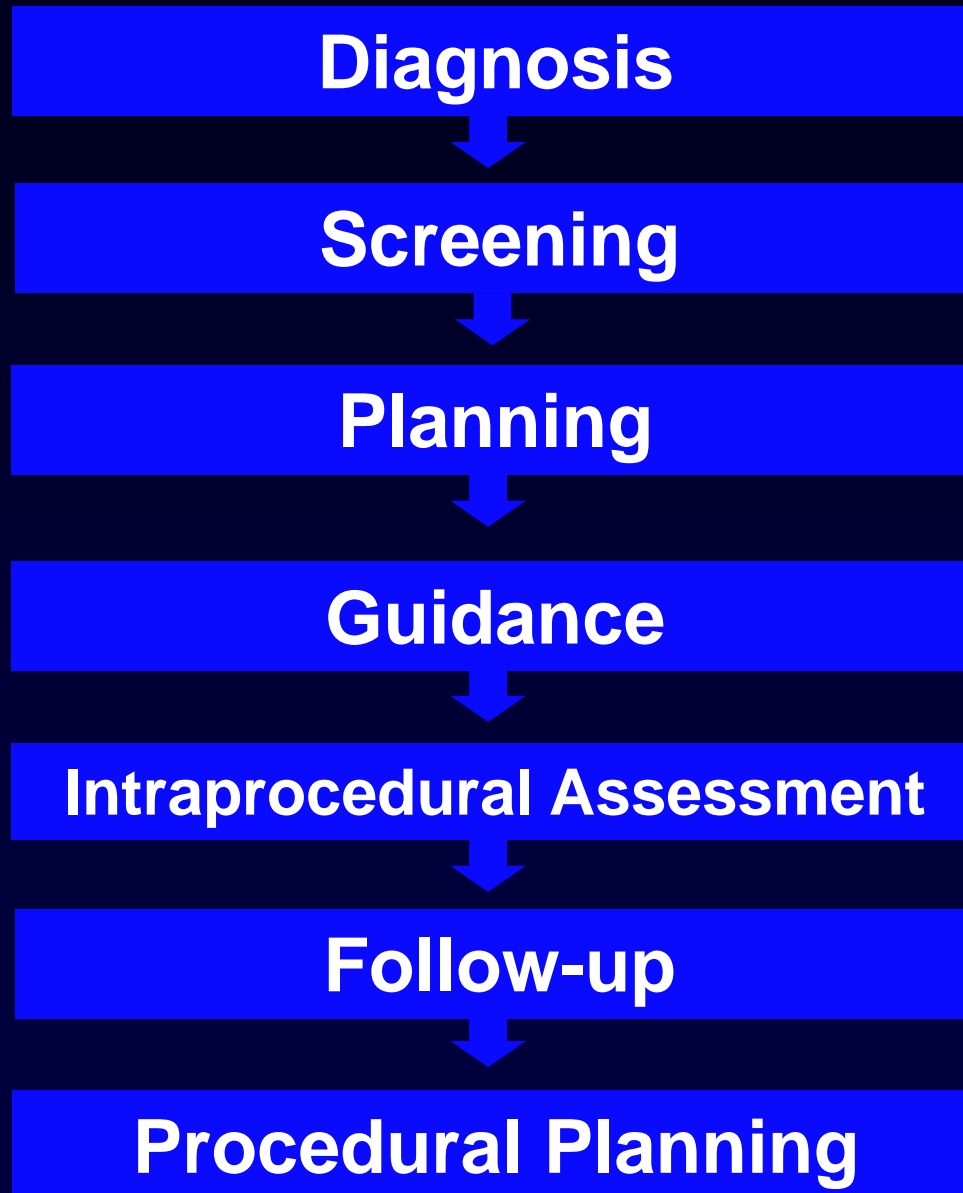 Diagnosis
Screening
Planning
Guidance
Intraprocedural Assessment
Follow-up
Procedural Planning